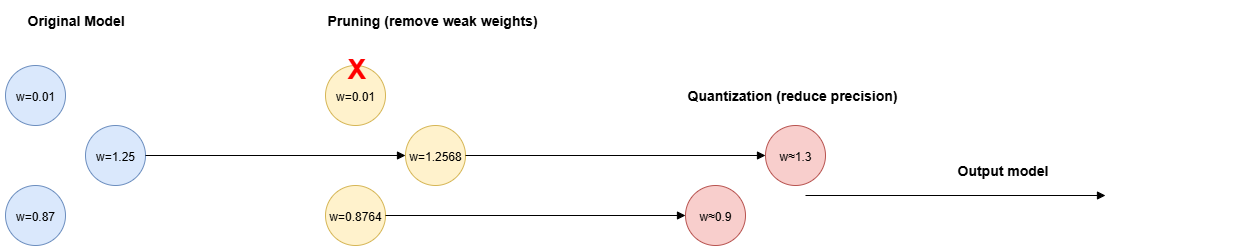 Original Model
Pruning (remove weak weights)
X
w=0.01
w=0.01
Quantization (reduce precision)
w=1.25
w=1.2568
w≈1.3
Output model
w=0.87
w=0.8764
w≈0.9